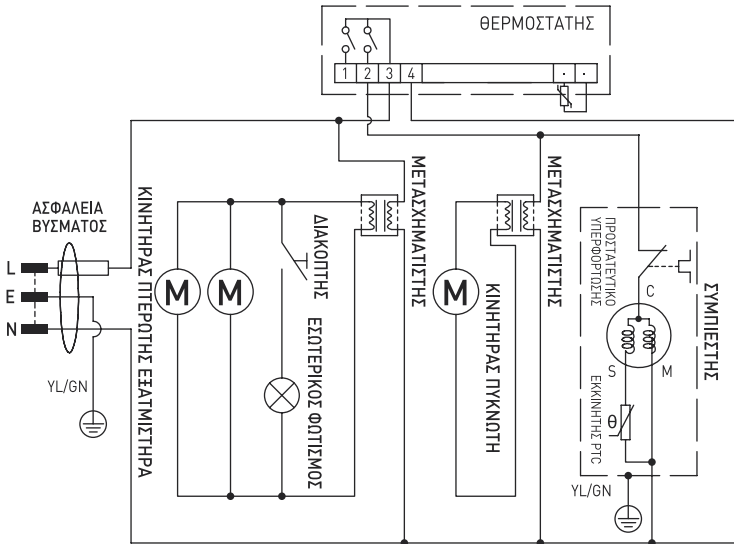 ΘΕΡΜΟΣΤΑΤΗΣ
1 2 3 4
ΑΣΦΑΛΕΙΑ
ΒΥΣΜΑΤΟΣ
L
E
N
YL/GN
ΚΙΝΗΤΗΡΑΣ ΠΤΕΡΩΤΗΣ ΕΞΑΤΜΙΣΤΗΡΑ
M
M
ΔΙΑΚΟΠΤΗΣ
ΕΣΩΤΕΡΙΚΟΣ ΦΩΤΙΣΜΟΣ
ΜΕΤΑΣΧΗΜΑΤΙΣΤΗΣ
M
ΚΙΝΗΤΗΡΑΣ ΠΥΚΝΩΤΗ
ΜΕΤΑΣΧΗΜΑΤΙΣΤΗΣ
ΠΡΟΣΤΑΤΕΥΤΙΚΟ
ΥΠΕΡΦΟΡΤΩΣΗΣ
C
S
M
θ
ΕΚΚΙΝΗΤΗΣ PTC
ΣΥΜΠΙΕΣΤΗΣ
YL/GN